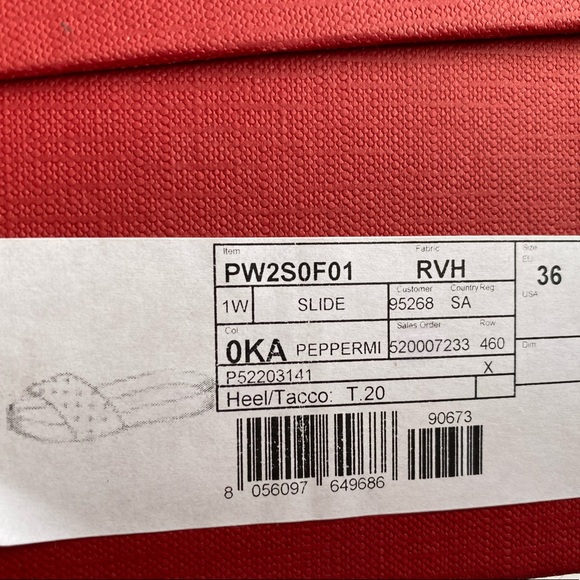 Item Fabric Size
PW2S0F01 RVH EU 36
Customer Country Reg USA
1W SLIDE 95268 SA
Col Sales Order Row Dim
0KA PEPPERMI 520007233 460
P52203141 X
Heel/Tacco: T.20
90673
8 056097 649686